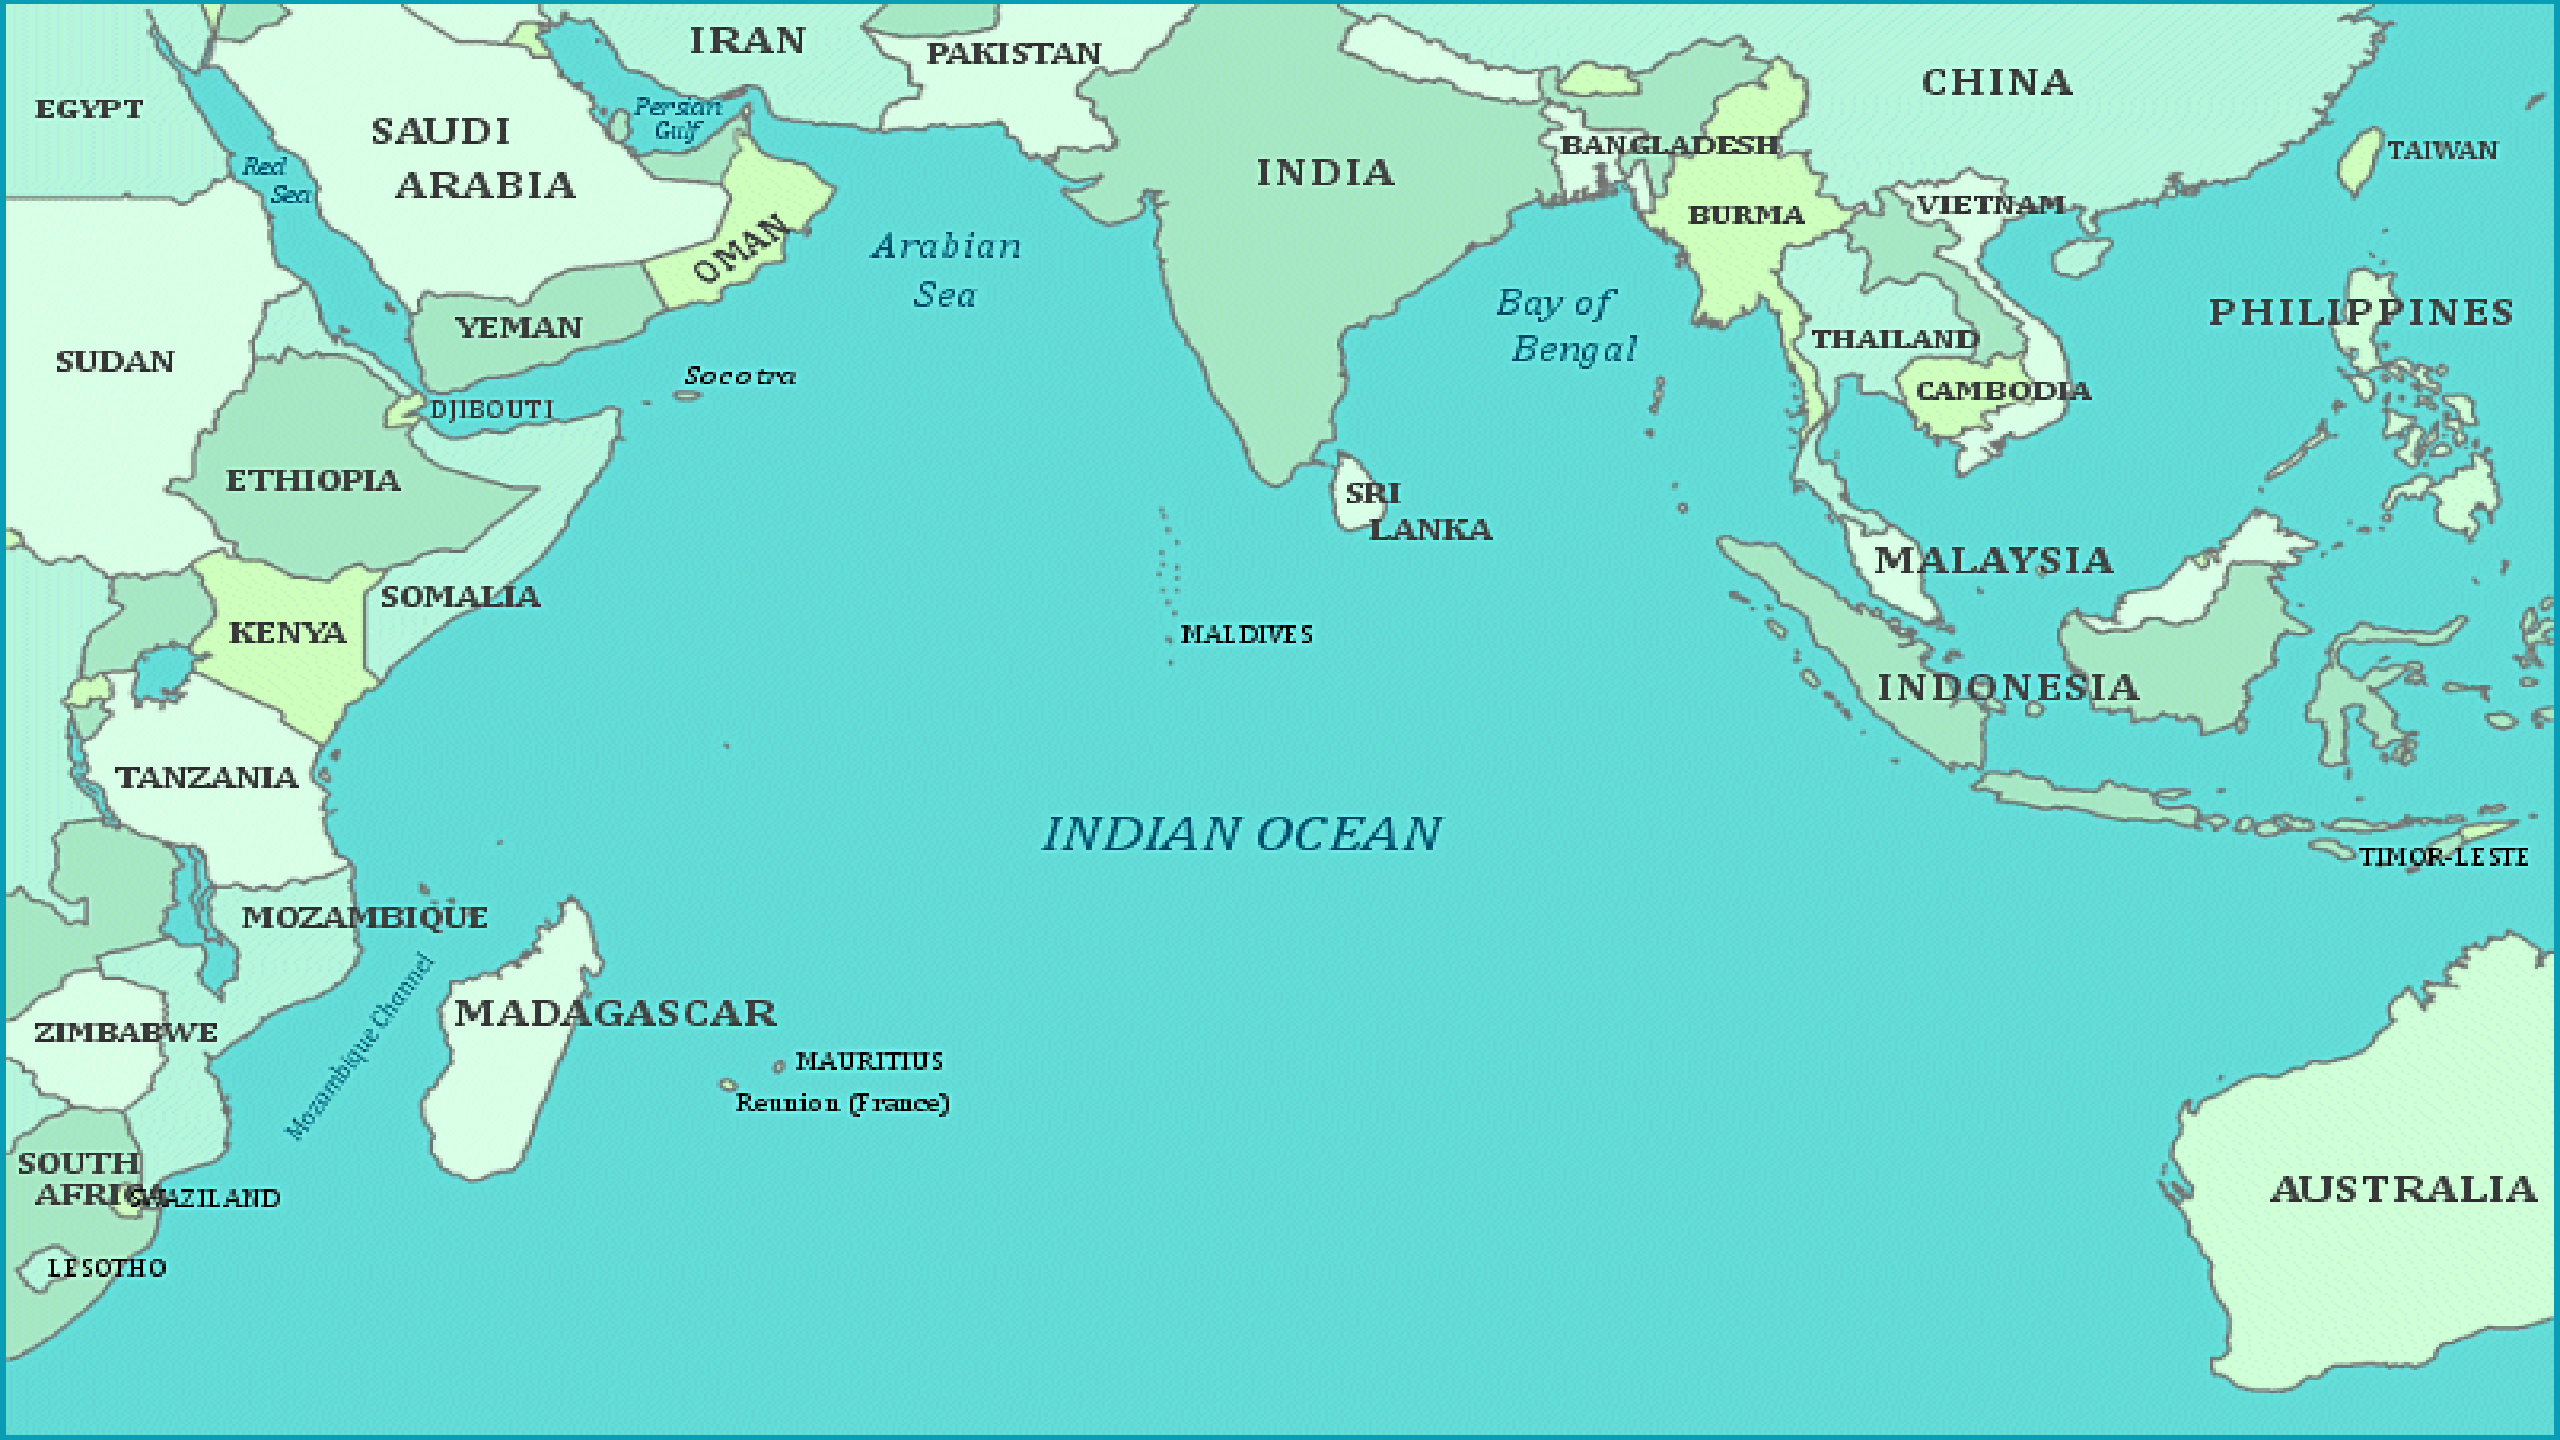 IRAN
PAKISTAN
CHINA
EGYPT
Persian
Gulf
SAUDI
ARABIA
BANGLADESH
TAIWAN
Red
Sea
INDIA
VIETNAM
BURMA
OMAN
Arabian
Sea
Bay of
Bengal
PHILIPPINES
YEMAN
THAILAND
SUDAN
Socotra
CAMBODIA
DJIBOUTI
ETHIOPIA
SRI
LANKA
MALAYSIA
SOMALIA
KENYA
MALDIVES
INDONESIA
TANZANIA
INDIAN OCEAN
TIMOR-LESTE
MOZAMBIQUE
Mozambique Channel
MADAGASCAR
ZIMBABWE
MAURITIUS
Reunion (France)
SOUTH
AFRICA
SWAZILAND
AUSTRALIA
LESOTHO